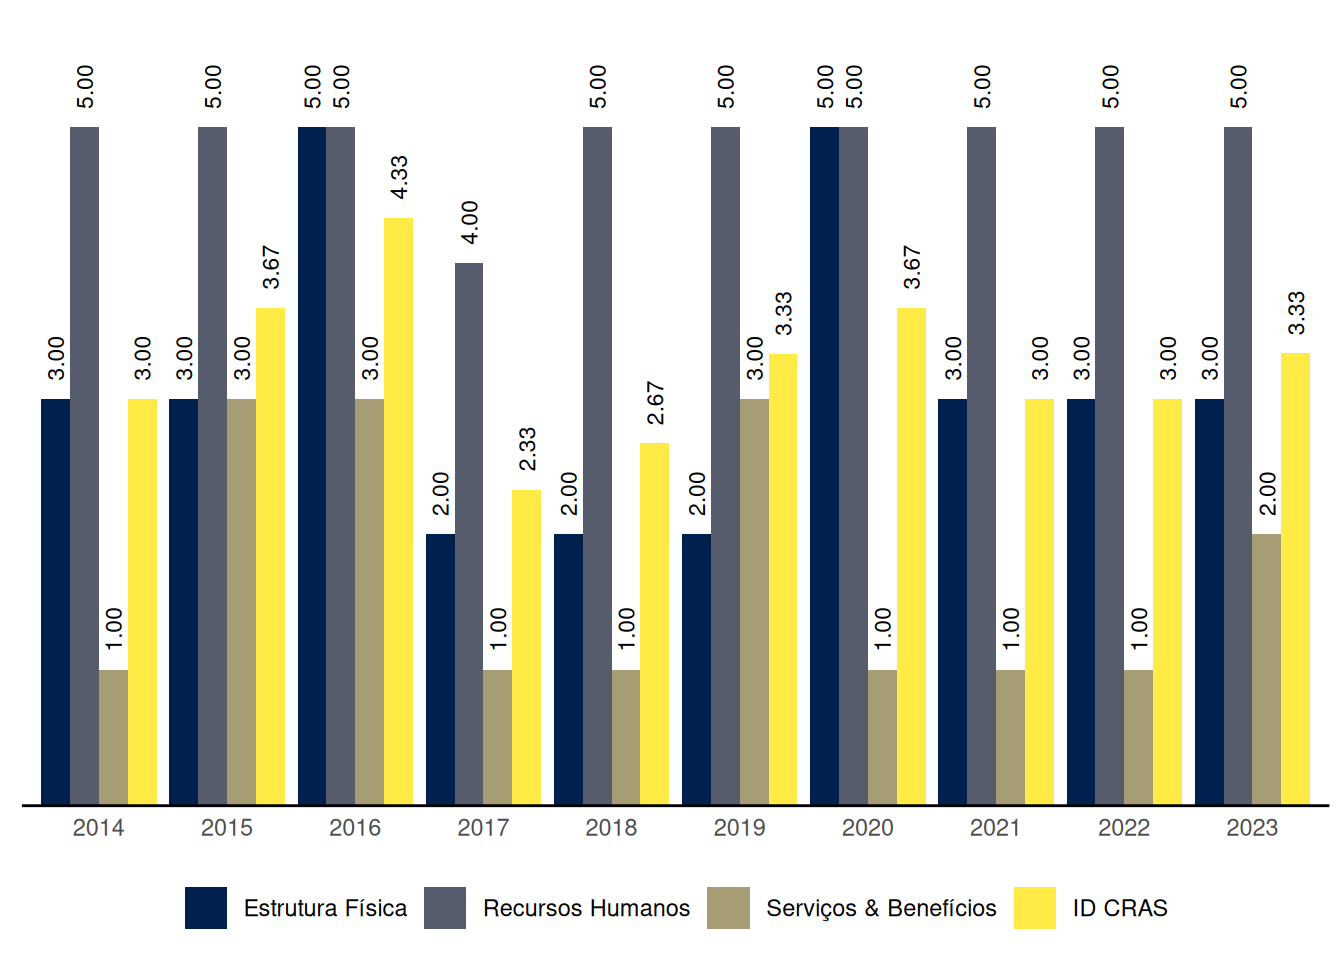 5.00 5.00 5.00 5.00 5.00 5.00 5.00 5.00 5.00 5.00 5.00
4.33
4.00
3.67 3.67
3.33 3.33
3.00 3.00 3.00 3.00 3.00 3.00 3.00 3.00 3.00 3.00 3.00
2.67
2.33
2.00 2.00 2.00 2.00
1.00 1.00 1.00 1.00 1.00 1.00
2014 2015 2016 2017 2018 2019 2020 2021 2022 2023
Estrutura Física Recursos Humanos Serviços & Benefícios ID CRAS